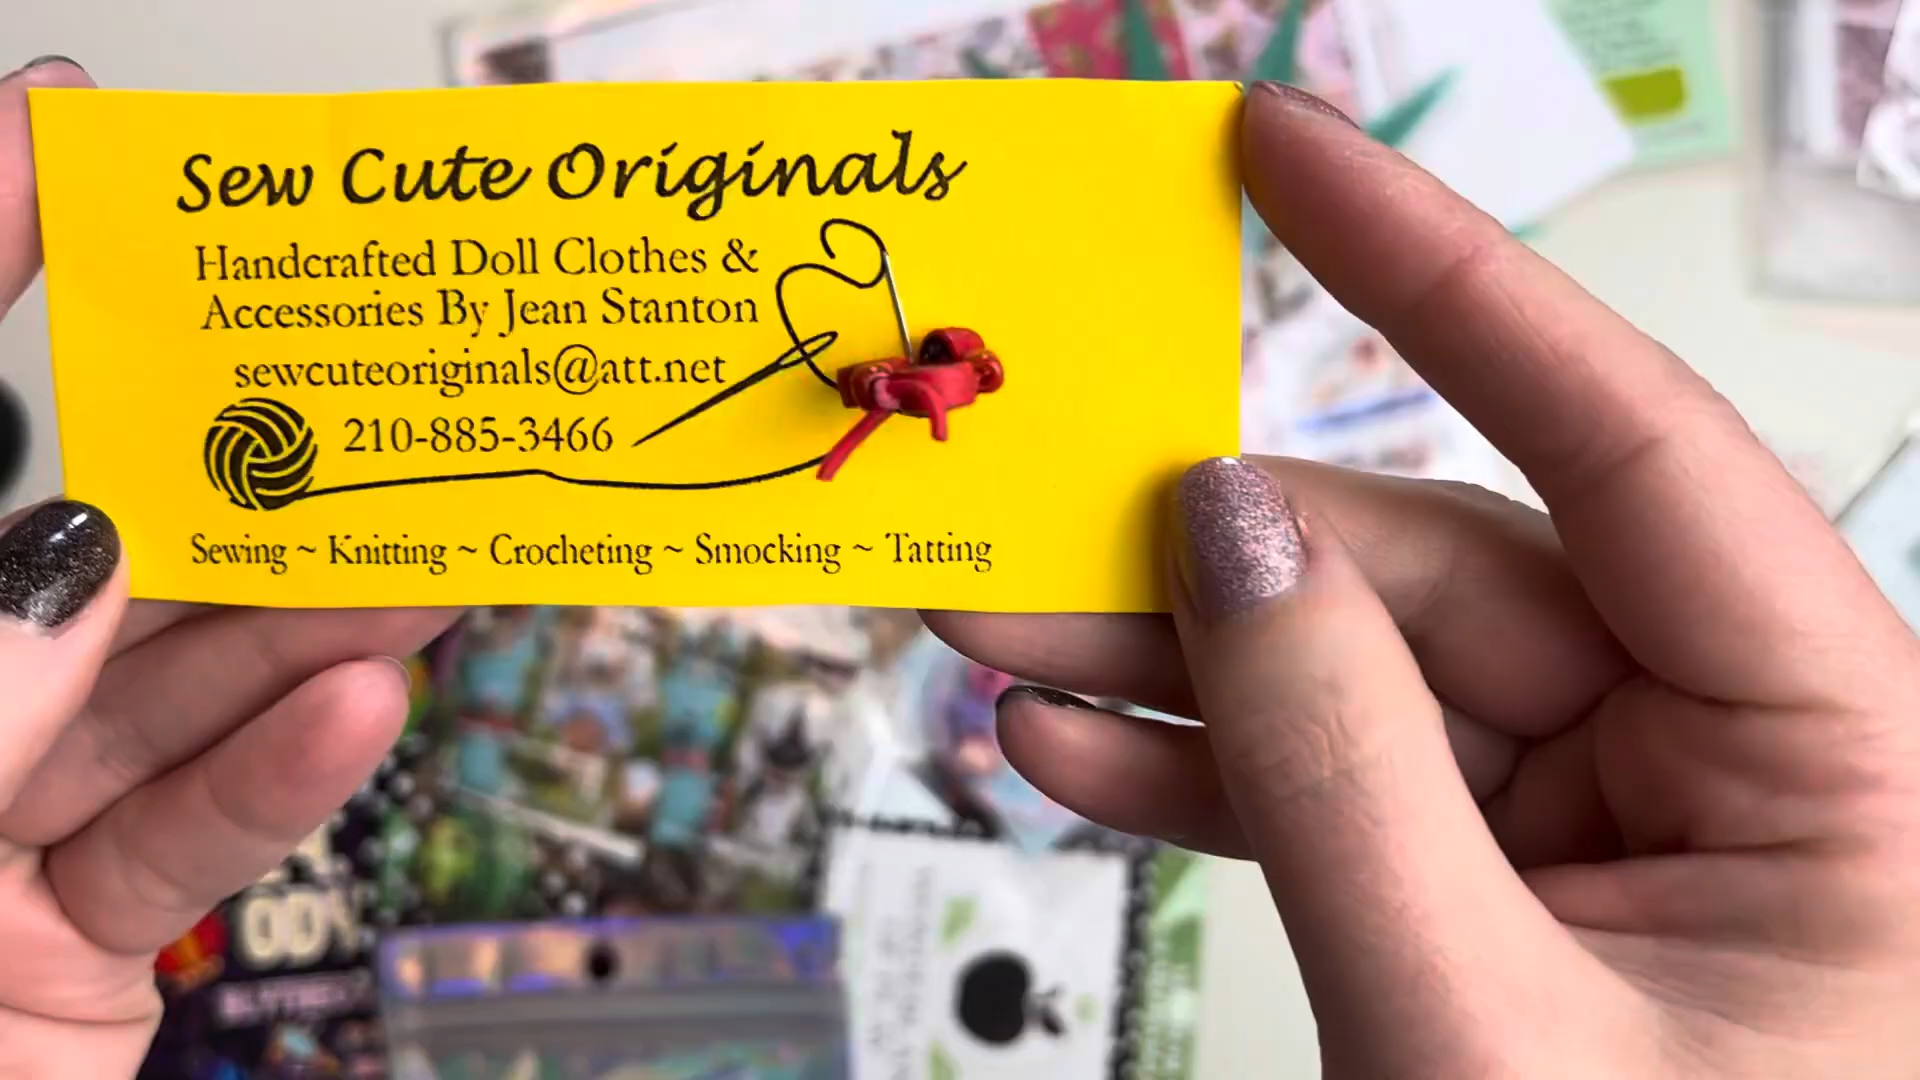 Sew Cute Originals
Handcrafted Doll Clothes &
Accessories By Jean Stanton
sewcuteoriginals@att.net
210-885-3466
Sewing ~ Knitting ~ Crocheting ~ Smocking ~ Tatting